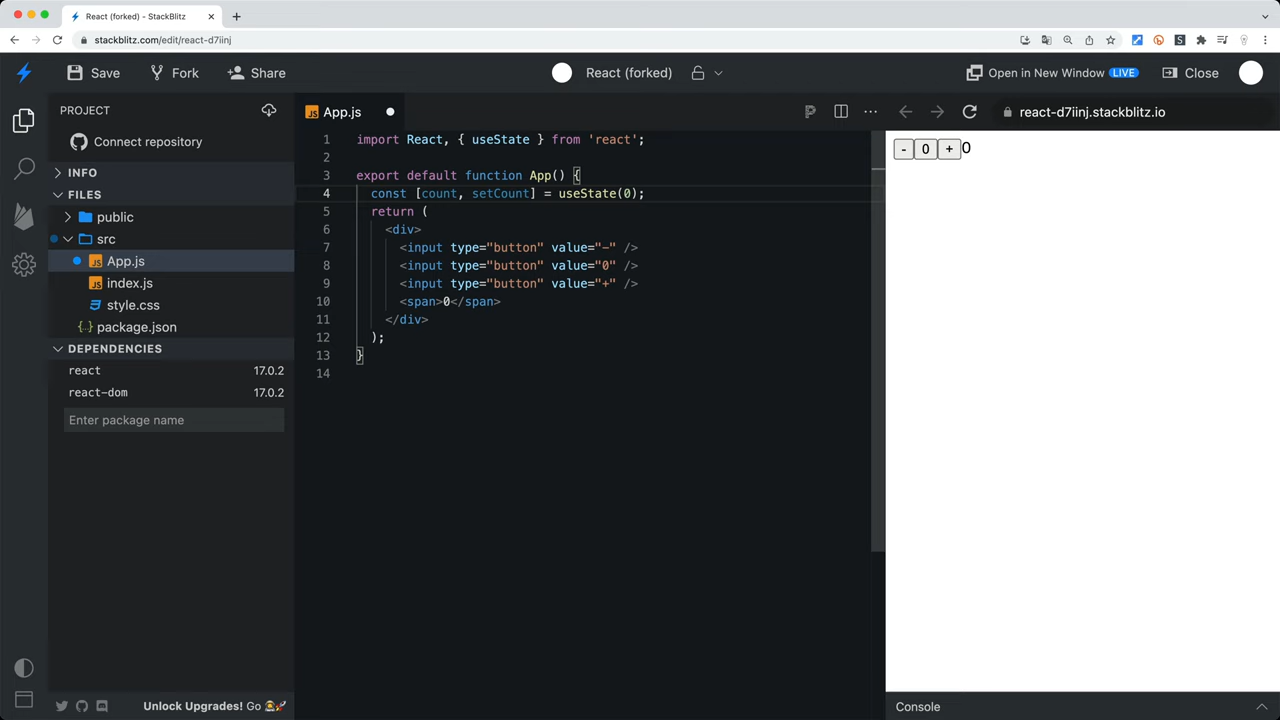 React (forked) - StackBlitz
stackblitz.com/edit/react-d7iinj
Save
Fork
Share
React (forked)
Open in New Window LIVE
Close
PROJECT
Connect repository
INFO
FILES
public
src
App.js
index.js
style.css
package.json
DEPENDENCIES
react 17.0.2
react-dom 17.0.2
Enter package name
Unlock Upgrades! Go
App.js
1 import React, { useState } from 'react';
2
3 export default function App() {
4 const [count, setCount] = useState(0);
5 return (
6 <div>
7 <input type="button" value="-" />
8 <input type="button" value="0" />
9 <input type="button" value="+" />
10 <span>0</span>
11 </div>
12 );
13 }
14
react-d7iinj.stackblitz.io
- 0 + 0
Console